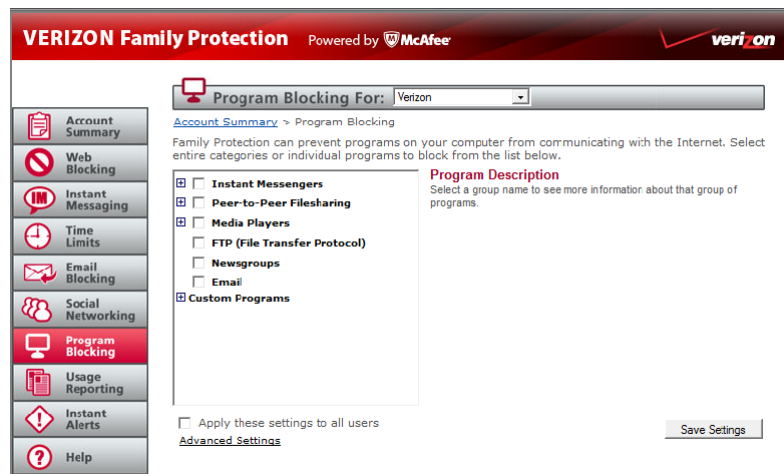 VERIZON Family Protection Powered by McAfee
verizon
Program Blocking For: Verizon
Account Summary > Program Blocking
Family Protection can prevent programs on your computer from communicating with the Internet. Select
entire categories or individual programs to block from the list below.
Account
Summary
Web
Blocking
IM
Instant
Messaging
Time
Limits
Email
Blocking
Social
Networking
Program
Blocking
Usage
Reporting
Instant
Alerts
Help
Instant Messengers
Peer-to-Peer Filesharing
Media Players
FTP (File Transfer Protocol)
Newsgroups
Email
Custom Programs
Program Description
Select a group name to see more information about that group of
programs.
Apply these settings to all users
Advanced Settings
Save Settings